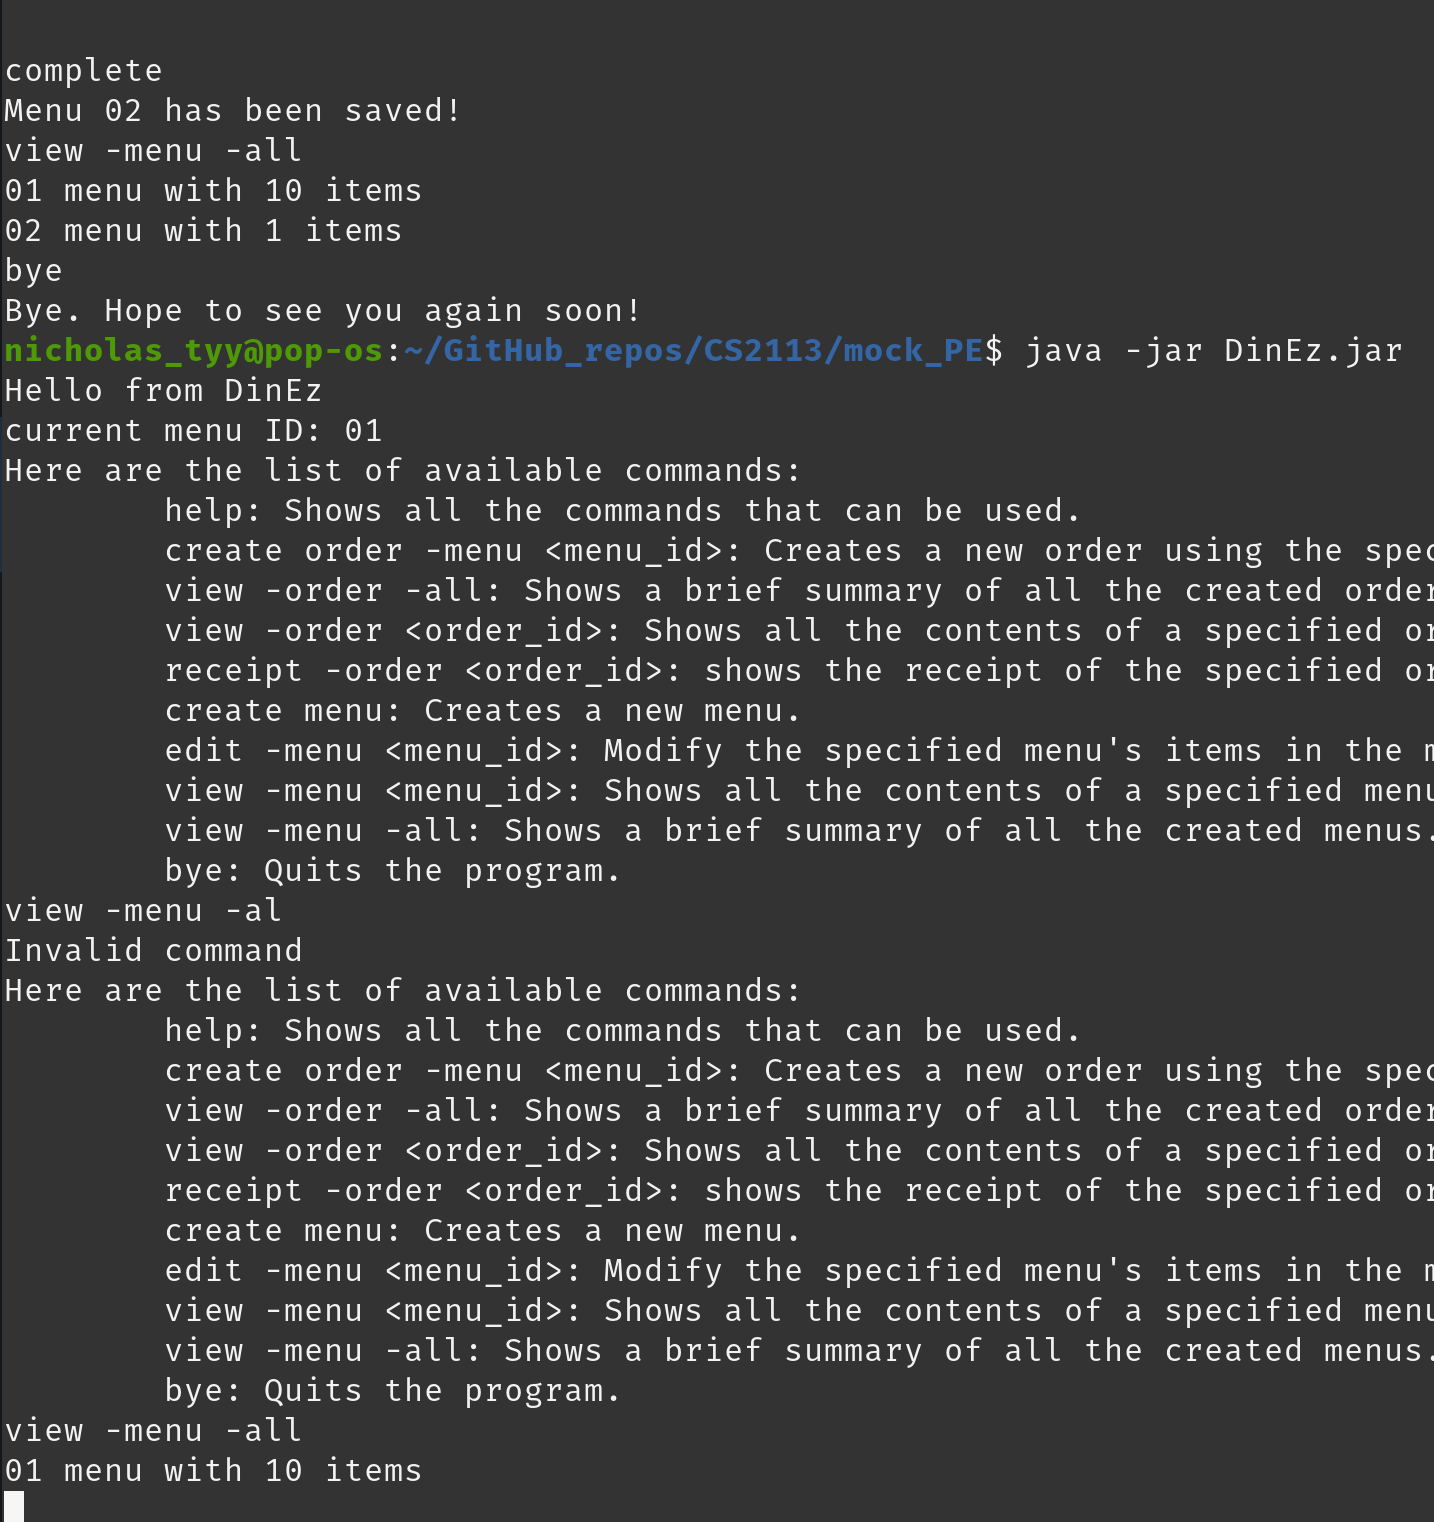 complete
Menu 02 has been saved!
view -menu -all
01 menu with 10 items
02 menu with 1 items
bye
Bye. Hope to see you again soon!
nicholas_tyy@pop-os:~/GitHub_repos/CS2113/mock_PE$ java -jar DinEz.jar
Hello from DinEz
current menu ID: 01
Here are the list of available commands:
        help: Shows all the commands that can be used.
        create order -menu <menu_id>: Creates a new order using the spec
        view -order -all: Shows a brief summary of all the created order
        view -order <order_id>: Shows all the contents of a specified or
        receipt -order <order_id>: shows the receipt of the specified or
        create menu: Creates a new menu.
        edit -menu <menu_id>: Modify the specified menu's items in the m
        view -menu <menu_id>: Shows all the contents of a specified menu
        view -menu -all: Shows a brief summary of all the created menus.
        bye: Quits the program.
view -menu -al
Invalid command
Here are the list of available commands:
        help: Shows all the commands that can be used.
        create order -menu <menu_id>: Creates a new order using the spec
        view -order -all: Shows a brief summary of all the created order
        view -order <order_id>: Shows all the contents of a specified or
        receipt -order <order_id>: shows the receipt of the specified or
        create menu: Creates a new menu.
        edit -menu <menu_id>: Modify the specified menu's items in the m
        view -menu <menu_id>: Shows all the contents of a specified menu
        view -menu -all: Shows a brief summary of all the created menus.
        bye: Quits the program.
view -menu -all
01 menu with 10 items